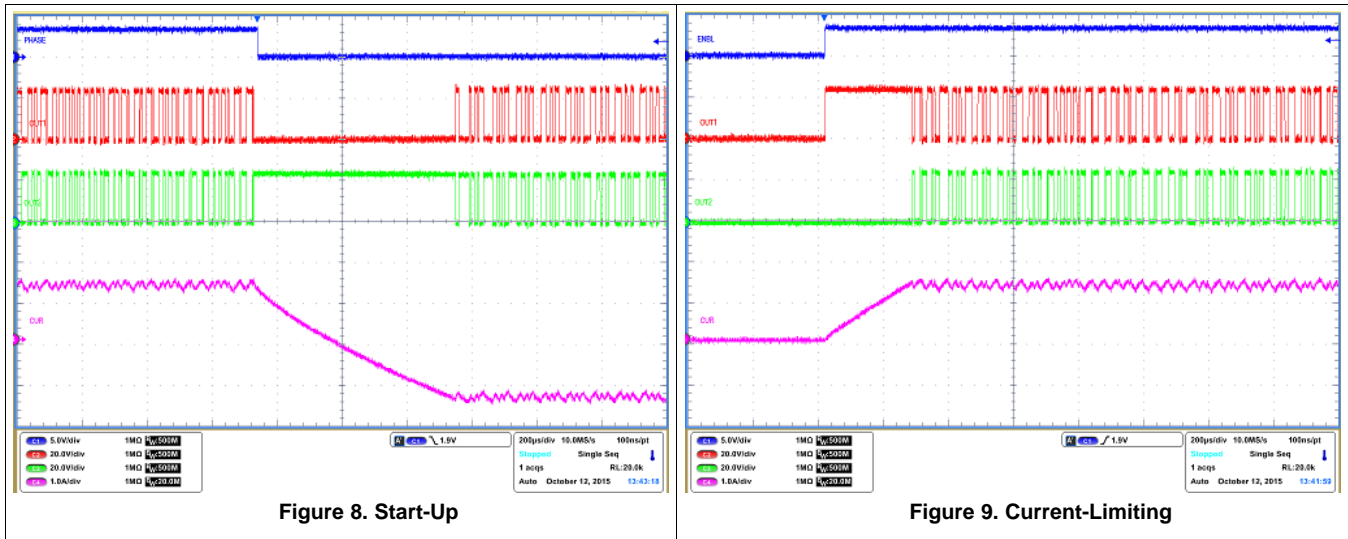 PHASE
OUT1
OUT2
CUR
C1 5.0V/div 1MΩ BW:500M
C2 20.0V/div 1MΩ BW:500M
C3 20.0V/div 1MΩ BW:500M
C4 1.0A/div 1MΩ BW:20.0M
A' C1 1.9V
200µs/div 10.0MS/s 100ns/pt
Stopped Single Seq
1 acqs RL:20.0k
Auto October 12, 2015 13:43:18
Figure 8. Start-Up
ENBL
OUT1
OUT2
CUR
C1 5.0V/div 1MΩ BW:500M
C2 20.0V/div 1MΩ BW:500M
C3 20.0V/div 1MΩ BW:500M
C4 1.0A/div 1MΩ BW:20.0M
A' C1 1.9V
200µs/div 10.0MS/s 100ns/pt
Stopped Single Seq
1 acqs RL:20.0k
Auto October 12, 2015 13:41:59
Figure 9. Current-Limiting